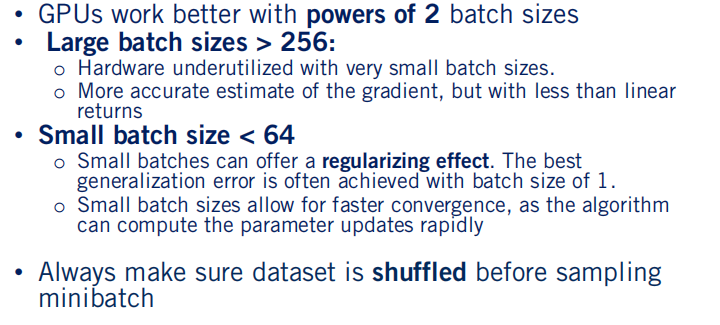 • GPUs work better with powers of 2 batch sizes
• Large batch sizes > 256:
o Hardware underutilized with very small batch sizes.
o More accurate estimate of the gradient, but with less than linear
returns
• Small batch size < 64
o Small batches can offer a regularizing effect. The best
generalization error is often achieved with batch size of 1.
o Small batch sizes allow for faster convergence, as the algorithm
can compute the parameter updates rapidly
• Always make sure dataset is shuffled before sampling
minibatch